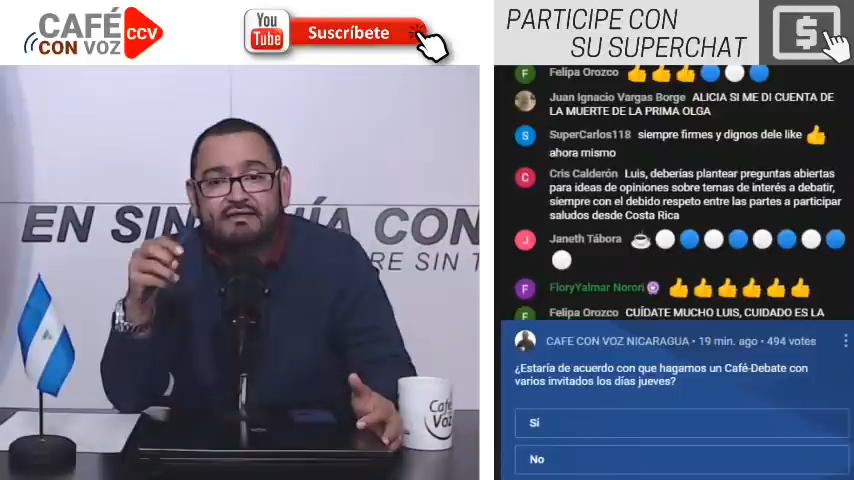 CAFÉ
CON VOZ
CCV
You
Tube
Suscríbete
PARTICIPE CON
SU SUPERCHAT
$
EN SIN ÍA CON
RE SIN T
Café
Voz
F
Felipa Orozco
Juan Ignacio Vargas Borge ALICIA SI ME DI CUENTA DE
LA MUERTE DE LA PRIMA OLGA
S
SuperCarlos118 siempre firmes y dignos dele like
ahora mismo
C
Cris Calderón Luis, deberías plantear preguntas abiertas
para ideas de opiniones sobre temas de interés a debatir,
siempre con el debido respeto entre las partes a participar
saludos desde Costa Rica
J
Janeth Tábora
F
FloryYalmar Norori
F
Felipa Orozco CUÍDATE MUCHO LUIS, CUIDADO ES LA
CAFE CON VOZ NICARAGUA • 19 min. ago • 494 votes
¿Estaría de acuerdo con que hagamos un Café-Debate con
varios invitados los días jueves?
Si
No